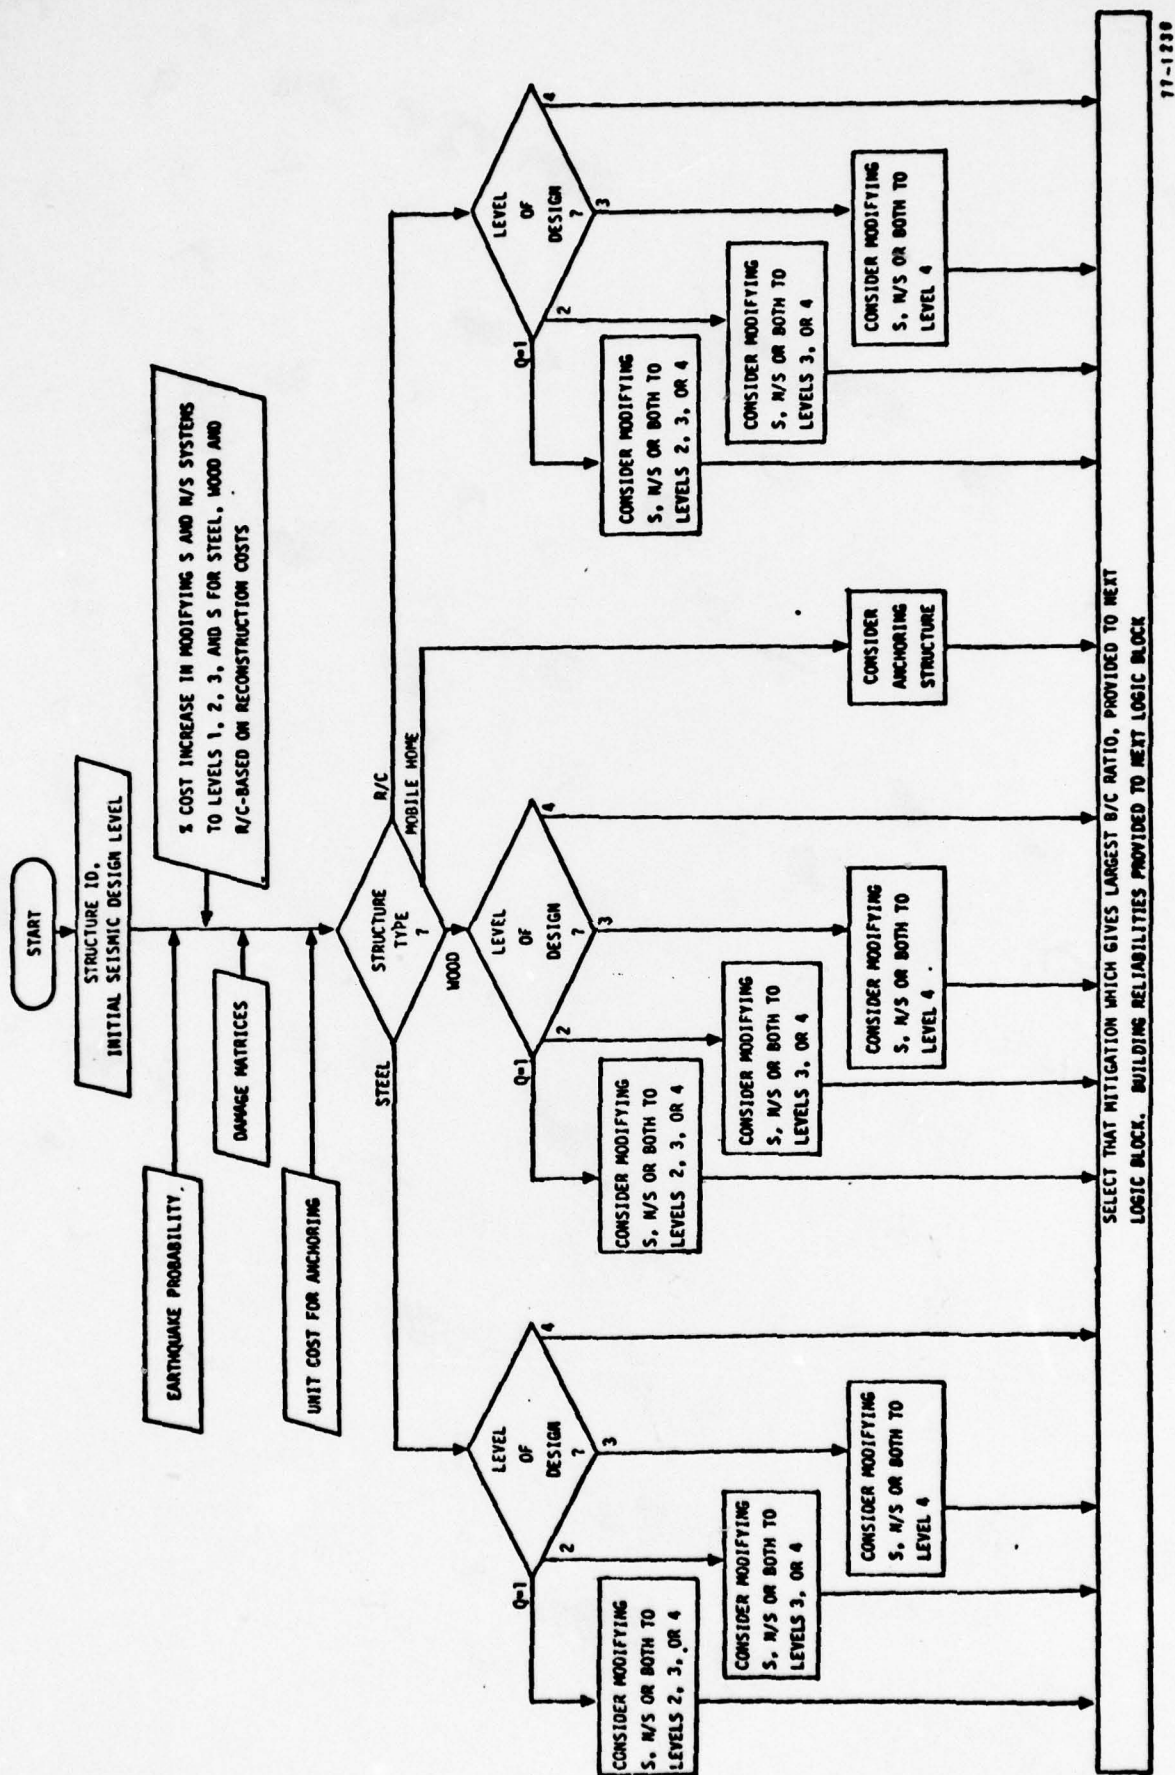 START
STRUCTURE ID,
INITIAL SEISMIC DESIGN LEVEL
EARTHQUAKE PROBABILITY
% COST INCREASE IN MODIFYING S AND N/S SYSTEMS
TO LEVELS 1, 2, 3, AND S FOR STEEL, WOOD AND
R/C-BASED ON RECONSTRUCTION COSTS
DAMAGE MATRICES
UNIT COST FOR ANCHORING
STRUCTURE
TYPE
?
STEEL
WOOD
MOBILE HOME
R/C
LEVEL
OF
DESIGN
?
Q=1
2
3
4
CONSIDER MODIFYING
S, N/S OR BOTH TO
LEVELS 2, 3, OR 4
CONSIDER MODIFYING
S, N/S OR BOTH TO
LEVELS 3, OR 4
CONSIDER MODIFYING
S, N/S OR BOTH TO
LEVEL 4
LEVEL
OF
DESIGN
?
Q=1
2
3
4
CONSIDER MODIFYING
S, N/S OR BOTH TO
LEVELS 2, 3, OR 4
CONSIDER MODIFYING
S, N/S OR BOTH TO
LEVELS 3, OR 4
CONSIDER MODIFYING
S, N/S OR BOTH TO
LEVEL 4
CONSIDER
ANCHORING
STRUCTURE
LEVEL
OF
DESIGN
?
Q=1
2
3
4
CONSIDER MODIFYING
S, N/S OR BOTH TO
LEVELS 2, 3, OR 4
CONSIDER MODIFYING
S, N/S OR BOTH TO
LEVELS 3, OR 4
CONSIDER MODIFYING
S, N/S OR BOTH TO
LEVEL 4
SELECT THAT MITIGATION WHICH GIVES LARGEST B/C RATIO, PROVIDED TO NEXT
LOGIC BLOCK. BUILDING RELIABILITIES PROVIDED TO NEXT LOGIC BLOCK